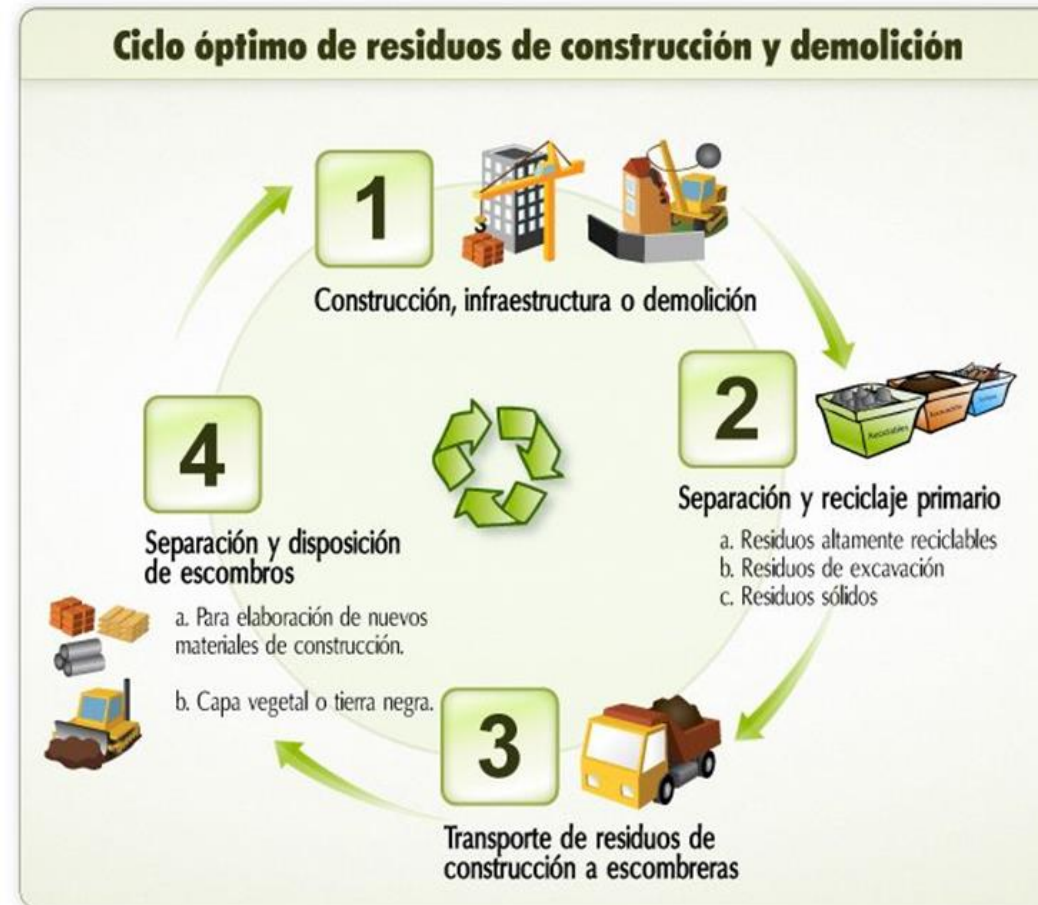 Ciclo óptimo de residuos de construcción y demolición
1
Construcción, infraestructura o demolición
2
Reciclables
Excavación
Separación y reciclaje primario
a. Residuos altamente reciclables
b. Residuos de excavación
c. Residuos sólidos
3
Transporte de residuos de
construcción a escombreras
4
Separación y disposición
de escombros
a. Para elaboración de nuevos
materiales de construcción.
b. Capa vegetal o tierra negra.